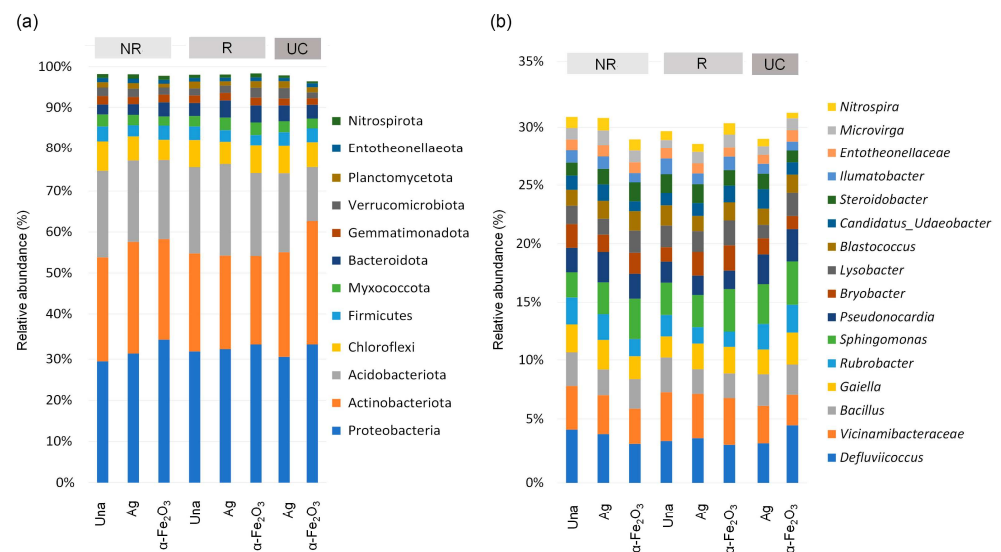 (a)
NR R UC
Relative abundance (%)
100%
90%
80%
70%
60%
50%
40%
30%
20%
10%
0%
Una Ag α-Fe₂O₃ Una Ag α-Fe₂O₃ Ag α-Fe₂O₃
Nitrospirota
Entotheonellaeota
Planctomycetota
Verrucomicrobiota
Gemmatimonadota
Bacteroidota
Myxococcota
Firmicutes
Chloroflexi
Acidobacteriota
Actinobacteriota
Proteobacteria
(b)
NR R UC
Relative abundance (%)
35%
30%
25%
20%
15%
10%
5%
0%
Una Ag α-Fe₂O₃ Una Ag α-Fe₂O₃ Ag α-Fe₂O₃
Nitrospira
Microvirga
Entotheonellaceae
Ilumatobacter
Steroidobacter
Candidatus_Udaeobacter
Blastococcus
Lysobacter
Bryobacter
Pseudonocardia
Sphingomonas
Rubrobacter
Gaiella
Bacillus
Vicinamibacteraceae
Defluviicoccus